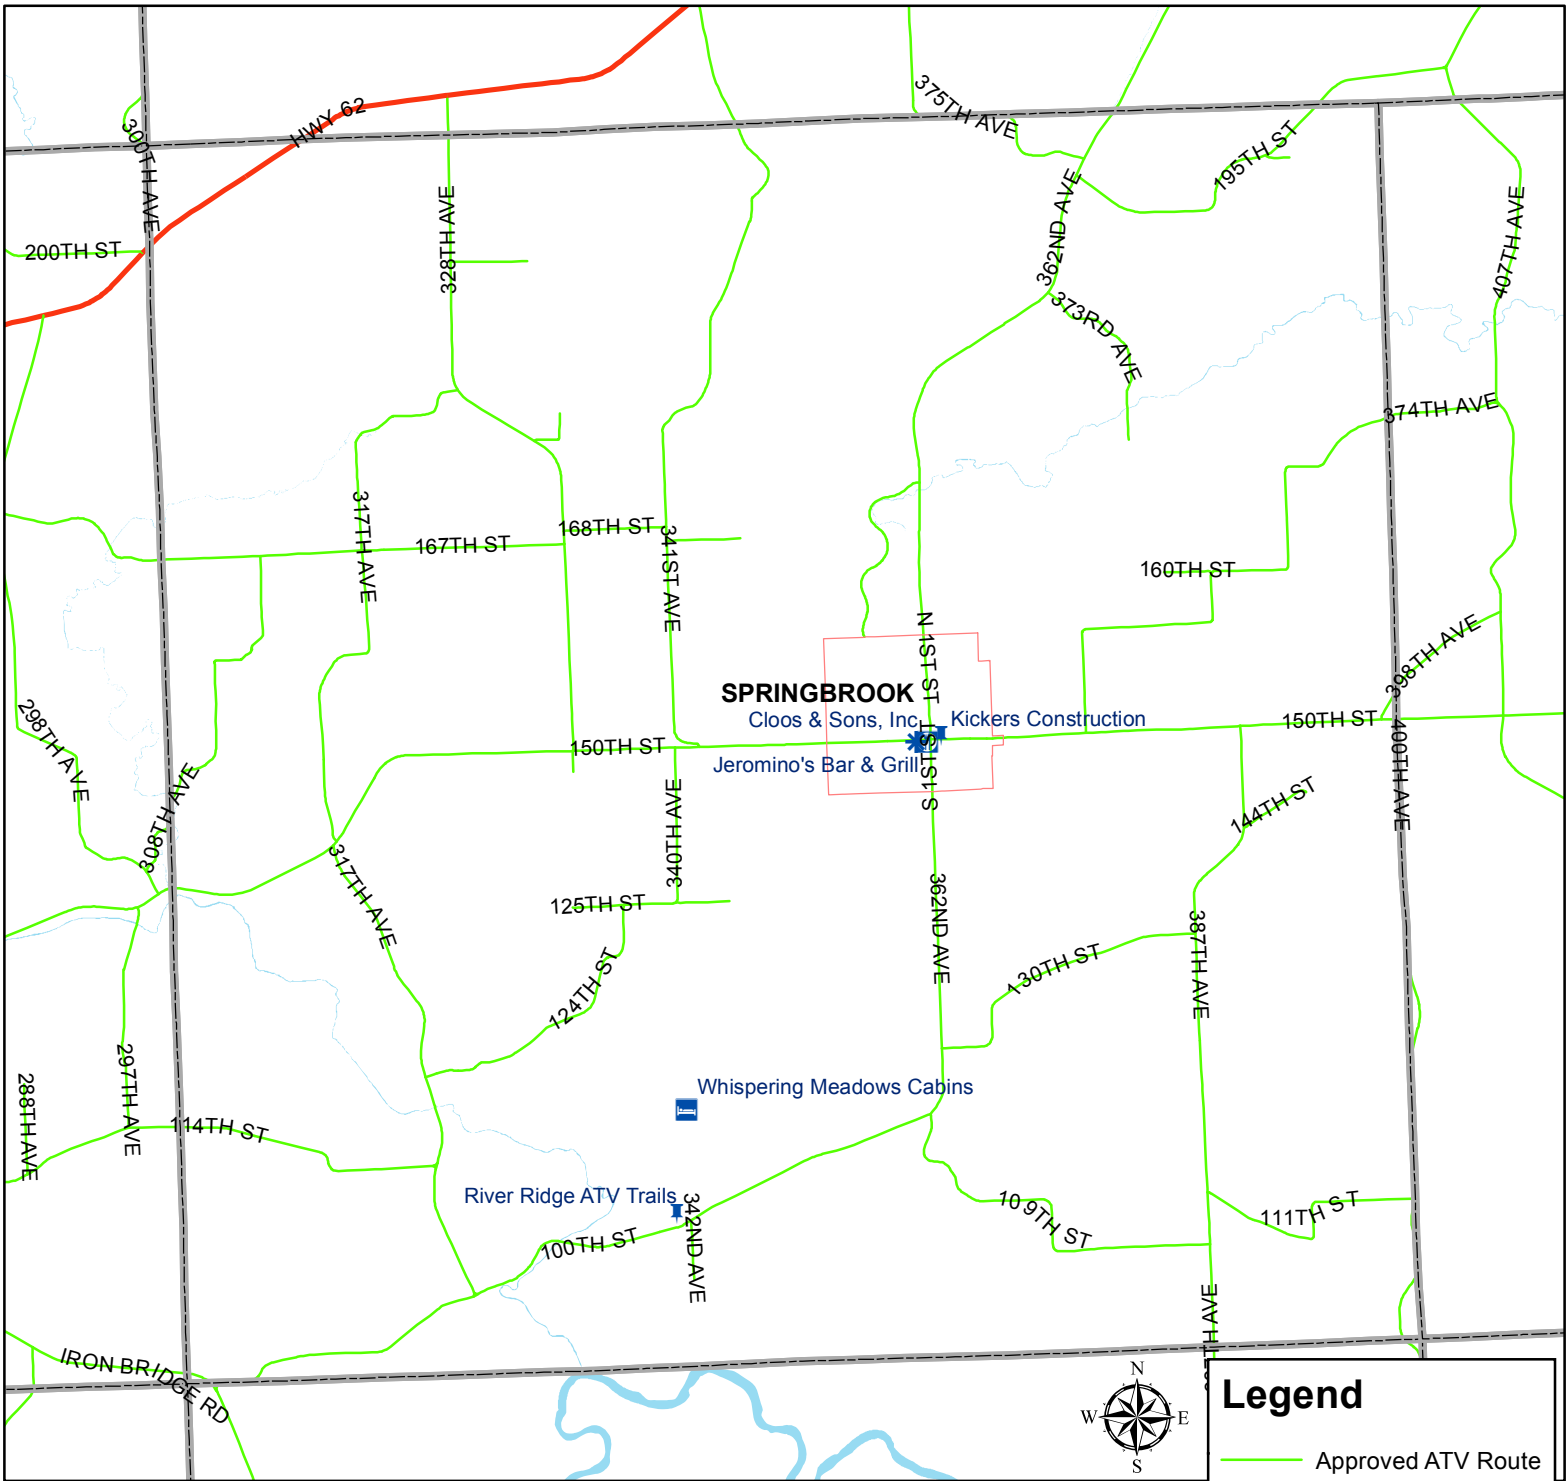 HWY 62
375TH AVE
300TH AVE
195TH ST
200TH ST
328TH AVE
362ND AVE
407TH AVE
373RD AVE
374TH AVE
317TH AVE
167TH ST
168TH ST
341ST AVE
160TH ST
N 1ST ST
398TH AVE
SPRINGBROOK
Cloos & Sons, Inc
Kickers Construction
150TH ST
150TH ST
298TH AVE
S 1ST ST
Jeromino's Bar & Grill
400TH AVE
308TH AVE
340TH AVE
144TH ST
317TH AVE
125TH ST
362ND AVE
387TH AVE
130TH ST
124TH ST
297TH AVE
288TH AVE
Whispering Meadows Cabins
114TH ST
River Ridge ATV Trails
342ND AVE
109TH ST
111TH ST
100TH ST
IRON BRIDGE RD
TH AVE
N
W E
S
Legend
Approved ATV Route